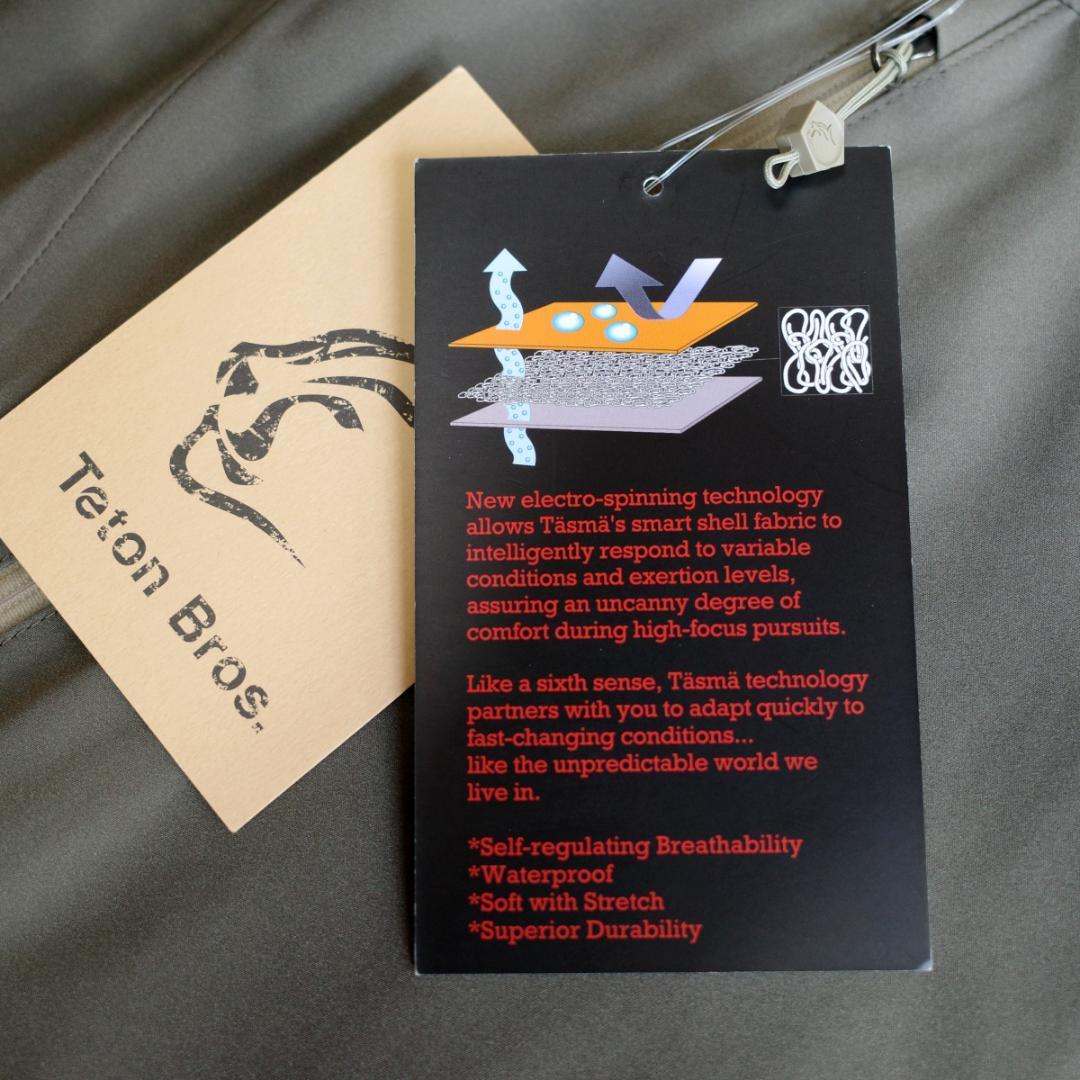 Teton Bros.
New electro-spinning technology
allows Täsmä's smart shell fabric to
intelligently respond to variable
conditions and exertion levels,
assuring an uncanny degree of
comfort during high-focus pursuits.
Like a sixth sense, Täsmä technology
partners with you to adapt quickly to
fast-changing conditions...
like the unpredictable world we
live in.
*Self-regulating Breathability
*Waterproof
*Soft with Stretch
*Superior Durability